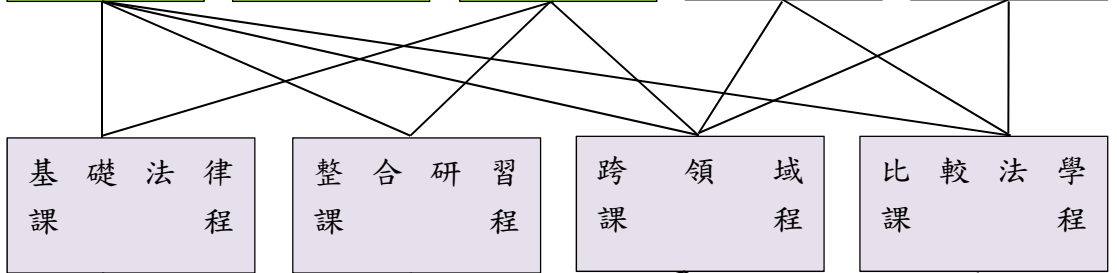 基礎法律
課程
整合研習
課程
跨領域
課程
比較法學
課程